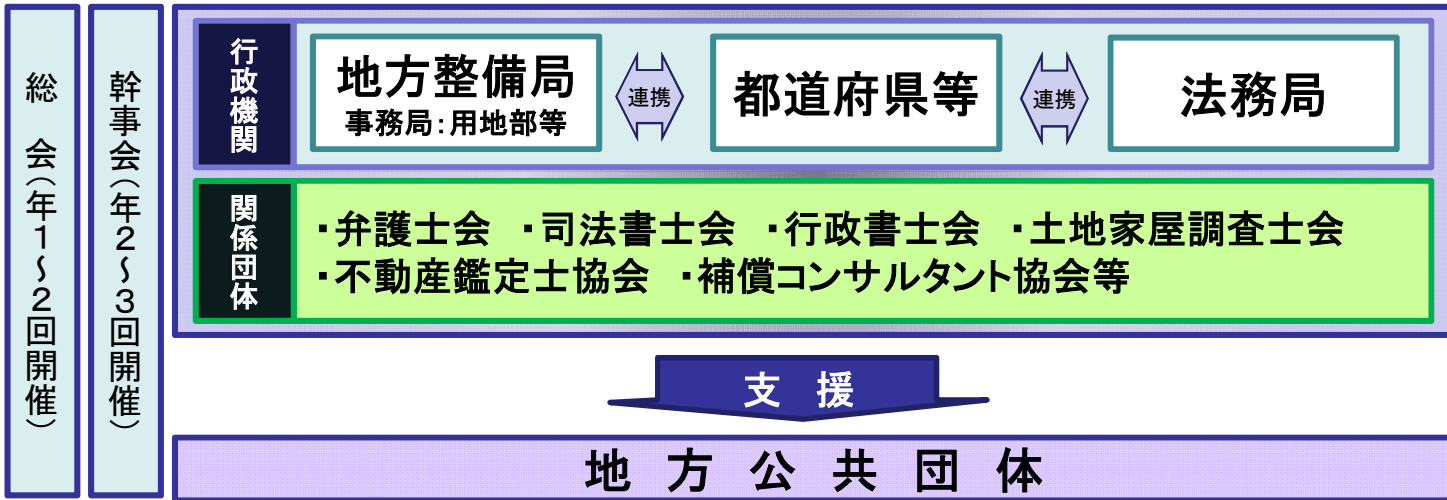 総　会（年１～２回開催）
幹事会（年２～３回開催）
行政機関
地方整備局
事務局：用地部等
連携
都道府県等
連携
法務局
関係団体
・弁護士会　・司法書士会　・行政書士会　・土地家屋調査士会
・不動産鑑定士協会　・補償コンサルタント協会等
支　援
地　方　公　共　団　体